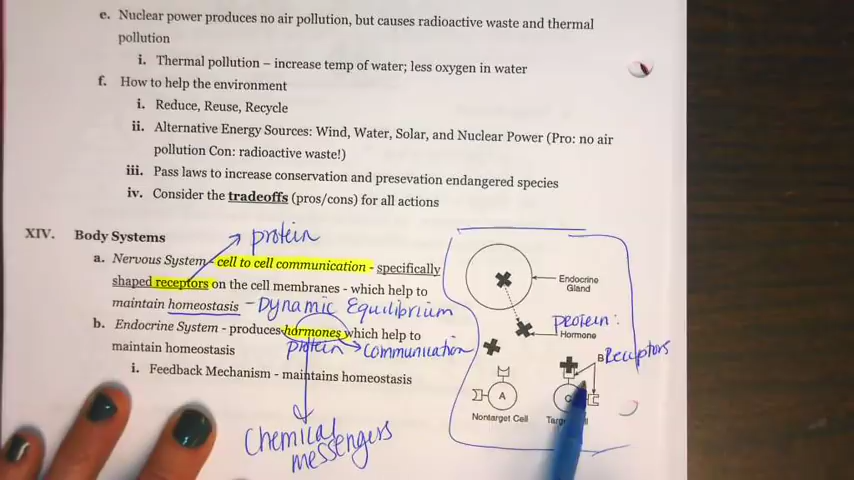 e. Nuclear power produces no air pollution, but causes radioactive waste and thermal
pollution
i. Thermal pollution – increase temp of water; less oxygen in water
f. How to help the environment
i. Reduce, Reuse, Recycle
ii. Alternative Energy Sources: Wind, Water, Solar, and Nuclear Power (Pro: no air
pollution Con: radioactive waste!)
iii. Pass laws to increase conservation and presevation endangered species
iv. Consider the tradeoffs (pros/cons) for all actions
XIV. Body Systems
protein
a. Nervous System - cell to cell communication - specifically
shaped receptors on the cell membranes - which help to
maintain homeostasis - Dynamic Equilibrium
b. Endocrine System - produces hormones which help to
maintain homeostasis
protein
communication
i. Feedback Mechanism - maintains homeostasis
Chemical
messengers
Endocrine
Gland
protein:
Hormone
B
Receptors
A
C
Nontarget Cell